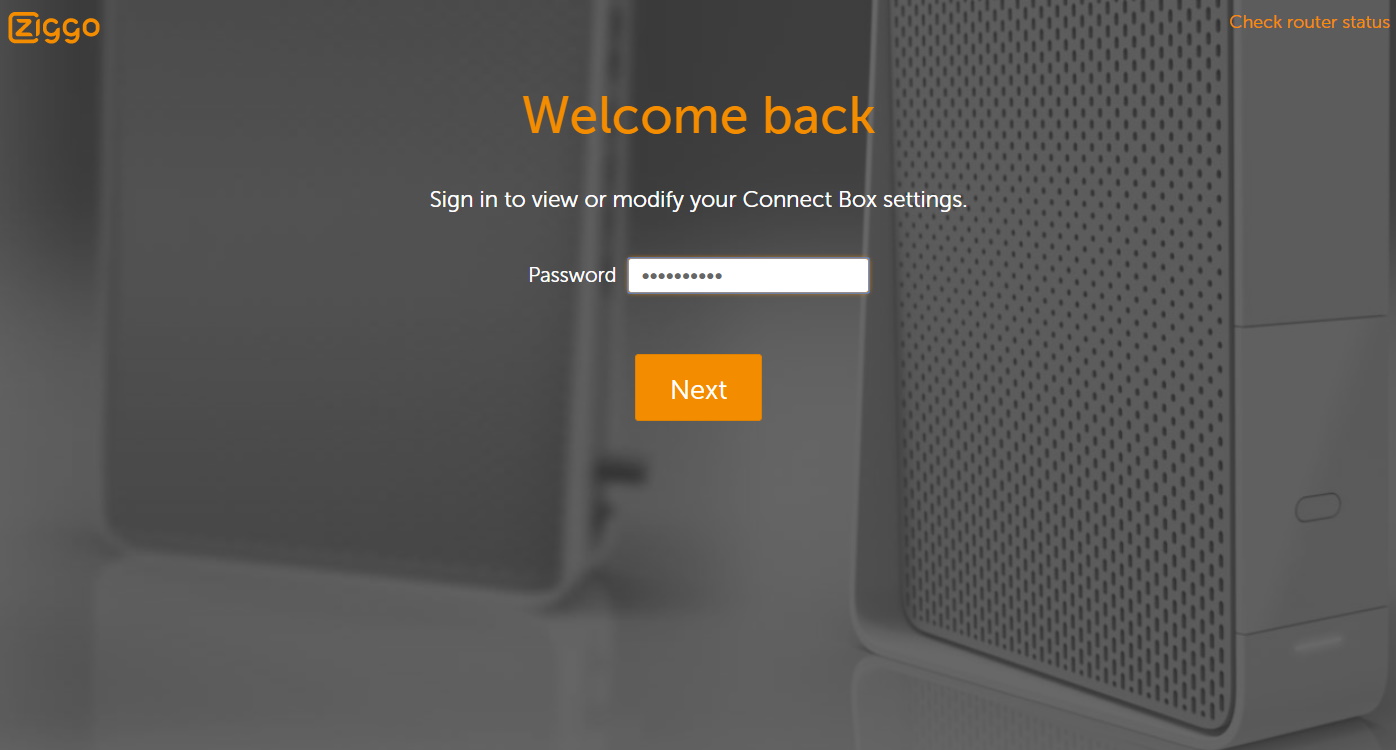 ziggo
Check router status
Welcome back
Sign in to view or modify your Connect Box settings.
Password ••••••••••
Next